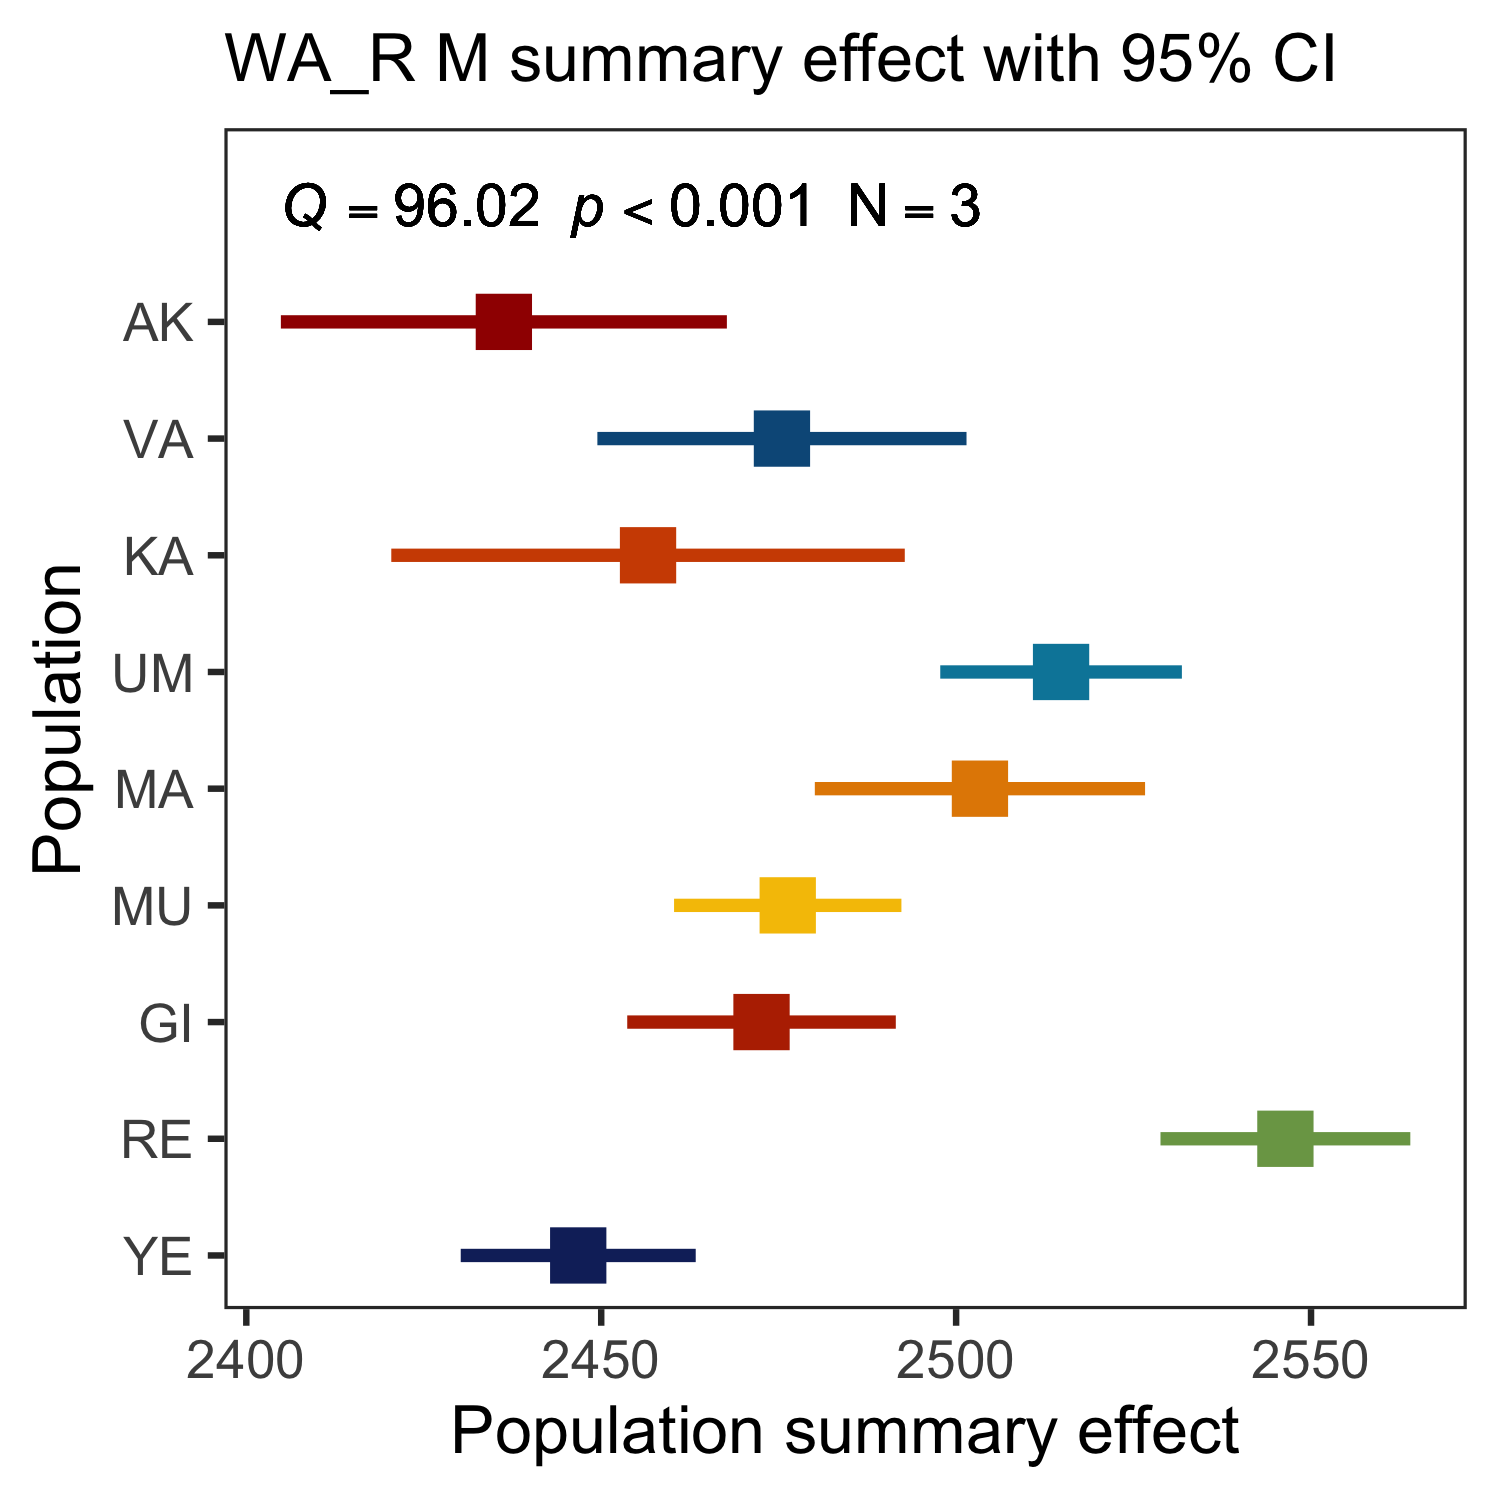 WA_R M summary effect with 95% CI
Q = 96.02 p < 0.001 N = 3
AK
VA
KA
UM
MA
MU
GI
RE
YE
Population
2400 2450 2500 2550
Population summary effect